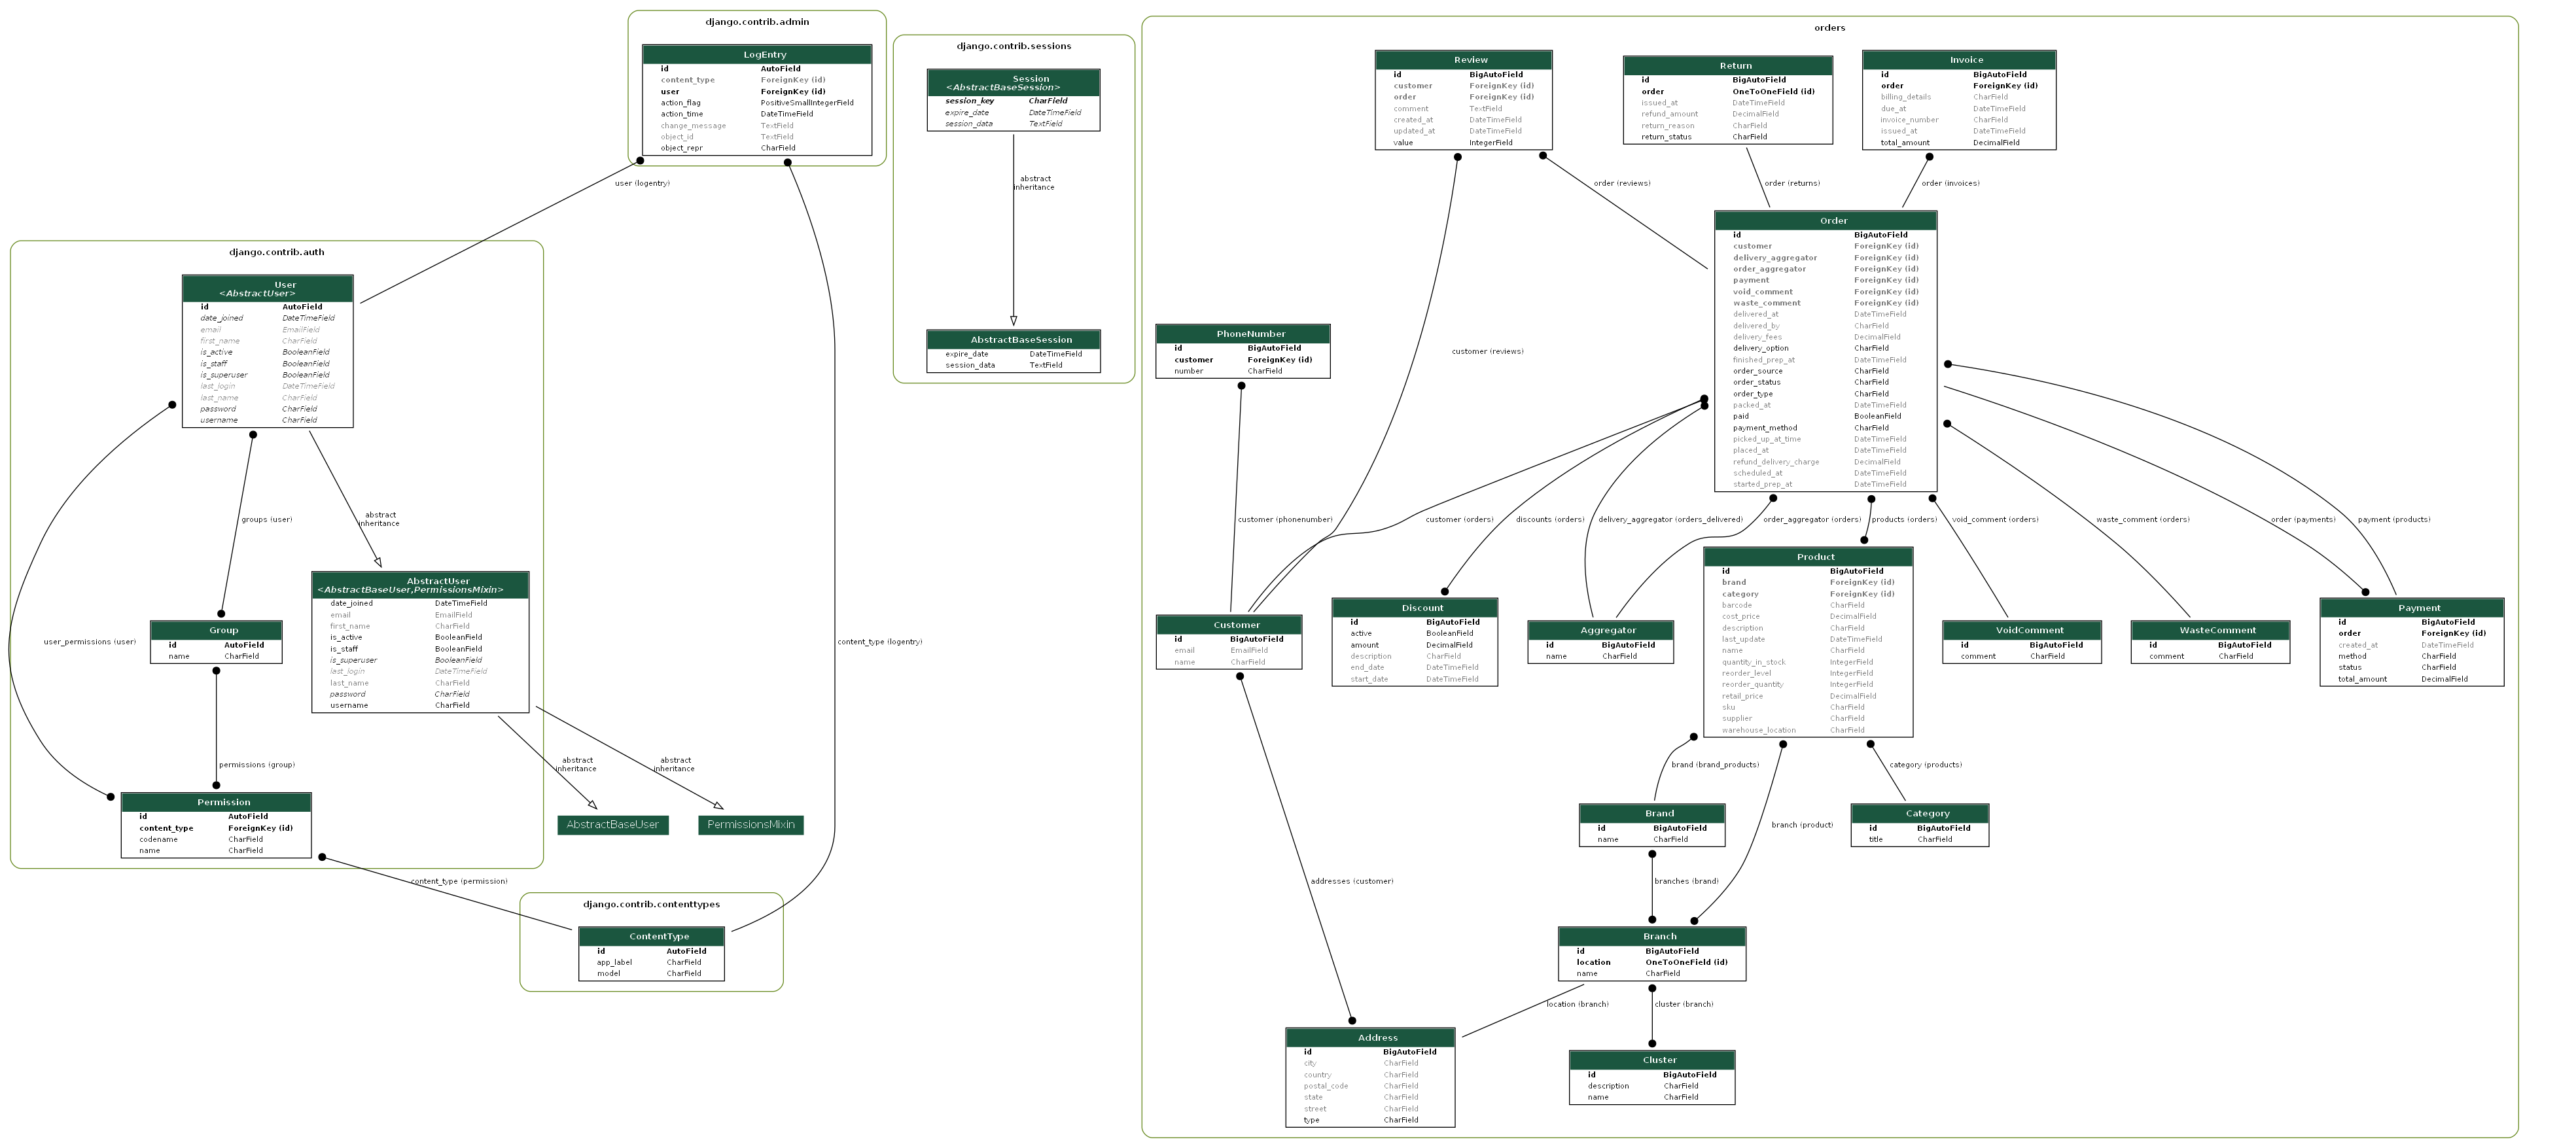 django.contrib.admin
LogEntry
id AutoField
content_type ForeignKey (id)
user ForeignKey (id)
action_flag PositiveSmallIntegerField
action_time DateTimeField
change_message TextField
object_id TextField
object_repr CharField
user (logentry)
content_type (logentry)
django.contrib.sessions
Session
<AbstractBaseSession>
session_key CharField
expire_date DateTimeField
session_data TextField
abstract
inheritance
AbstractBaseSession
expire_date DateTimeField
session_data TextField
django.contrib.auth
User
<AbstractUser>
id AutoField
date_joined DateTimeField
email EmailField
first_name CharField
is_active BooleanField
is_staff BooleanField
is_superuser BooleanField
last_login DateTimeField
last_name CharField
password CharField
username CharField
groups (user)
abstract
inheritance
user_permissions (user)
AbstractUser
<AbstractBaseUser,PermissionsMixin>
date_joined DateTimeField
email EmailField
first_name CharField
is_active BooleanField
is_staff BooleanField
is_superuser BooleanField
last_login DateTimeField
last_name CharField
password CharField
username CharField
Group
id AutoField
name CharField
permissions (group)
abstract
inheritance
abstract
inheritance
Permission
id AutoField
content_type ForeignKey (id)
codename CharField
name CharField
AbstractBaseUser
PermissionsMixin
content_type (permission)
django.contrib.contenttypes
ContentType
id AutoField
app_label CharField
model CharField
orders
Review
id BigAutoField
customer ForeignKey (id)
order ForeignKey (id)
comment TextField
created_at DateTimeField
updated_at DateTimeField
value IntegerField
Return
id BigAutoField
order OneToOneField (id)
issued_at DateTimeField
refund_amount DecimalField
return_reason CharField
return_status CharField
Invoice
id BigAutoField
order ForeignKey (id)
billing_details CharField
due_at DateTimeField
invoice_number CharField
issued_at DateTimeField
total_amount DecimalField
order (reviews)
order (returns)
order (invoices)
Order
id BigAutoField
customer ForeignKey (id)
delivery_aggregator ForeignKey (id)
order_aggregator ForeignKey (id)
payment ForeignKey (id)
void_comment ForeignKey (id)
waste_comment ForeignKey (id)
delivered_at DateTimeField
delivered_by CharField
delivery_fees DecimalField
delivery_option CharField
finished_prep_at DateTimeField
order_source CharField
order_status CharField
order_type CharField
packed_at DateTimeField
paid BooleanField
payment_method CharField
picked_up_at_time DateTimeField
placed_at DateTimeField
refund_delivery_charge DecimalField
scheduled_at DateTimeField
started_prep_at DateTimeField
PhoneNumber
id BigAutoField
customer ForeignKey (id)
number CharField
customer (reviews)
customer (phonenumber)
customer (orders)
discounts (orders)
delivery_aggregator (orders_delivered)
order_aggregator (orders)
products (orders)
void_comment (orders)
waste_comment (orders)
order (payments)
payment (products)
Customer
id BigAutoField
email EmailField
name CharField
Discount
id BigAutoField
active BooleanField
amount DecimalField
description CharField
end_date DateTimeField
start_date DateTimeField
Aggregator
id BigAutoField
name CharField
Product
id BigAutoField
brand ForeignKey (id)
category ForeignKey (id)
barcode CharField
cost_price DecimalField
description CharField
last_update DateTimeField
name CharField
quantity_in_stock IntegerField
reorder_level IntegerField
reorder_quantity IntegerField
retail_price DecimalField
sku CharField
supplier CharField
warehouse_location CharField
VoidComment
id BigAutoField
comment CharField
WasteComment
id BigAutoField
comment CharField
Payment
id BigAutoField
order ForeignKey (id)
created_at DateTimeField
method CharField
status CharField
total_amount DecimalField
brand (brand_products)
category (products)
branch (product)
Brand
id BigAutoField
name CharField
Category
id BigAutoField
title CharField
addresses (customer)
branches (brand)
Branch
id BigAutoField
location OneToOneField (id)
name CharField
location (branch)
cluster (branch)
Address
id BigAutoField
city CharField
country CharField
postal_code CharField
state CharField
street CharField
type CharField
Cluster
id BigAutoField
description CharField
name CharField